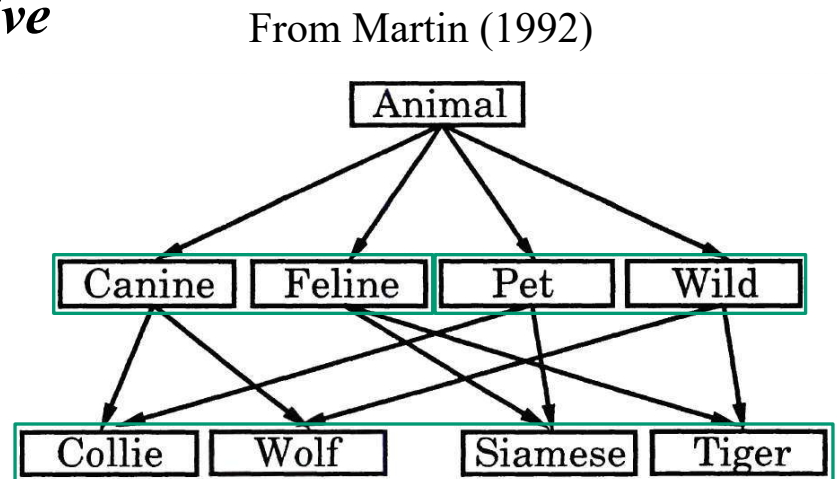 ve
From Martin (1992)
Animal
Canine Feline Pet Wild
Collie Wolf Siamese Tiger